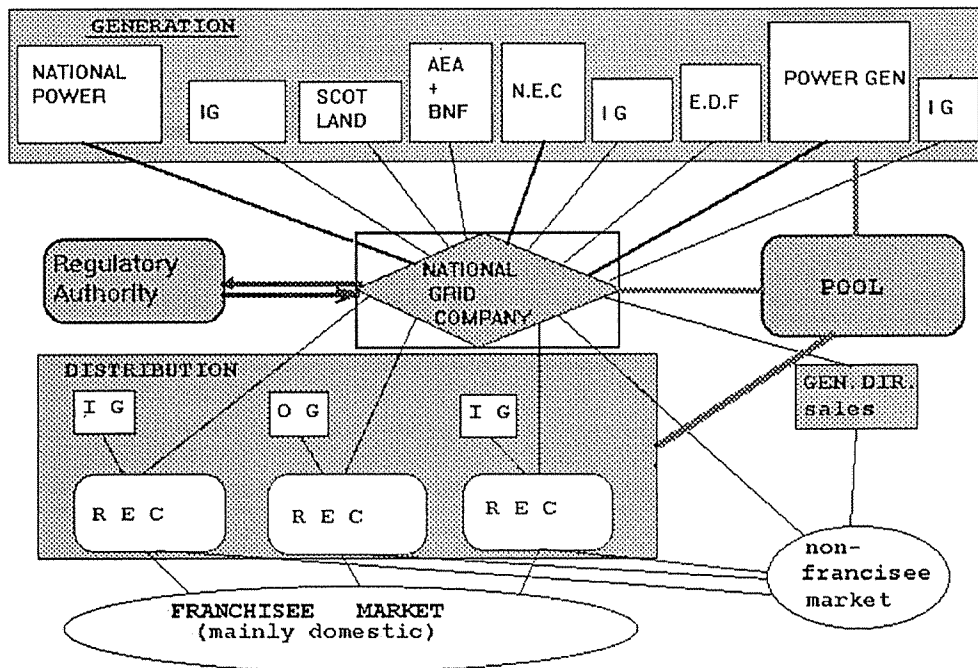 GENERATION
NATIONAL
POWER
IG
SCOT
LAND
AEA
+
BNF
N.E.C
I G
E.D.F
POWER GEN
I G
Regulatory
Authority
NATIONAL
GRID
COMPANY
POOL
DISTRIBUTION
I G
O G
I G
GEN. DIR.
sales
R E C
R E C
R E C
non-
francisee
market
FRANCHISEE MARKET
(mainly domestic)